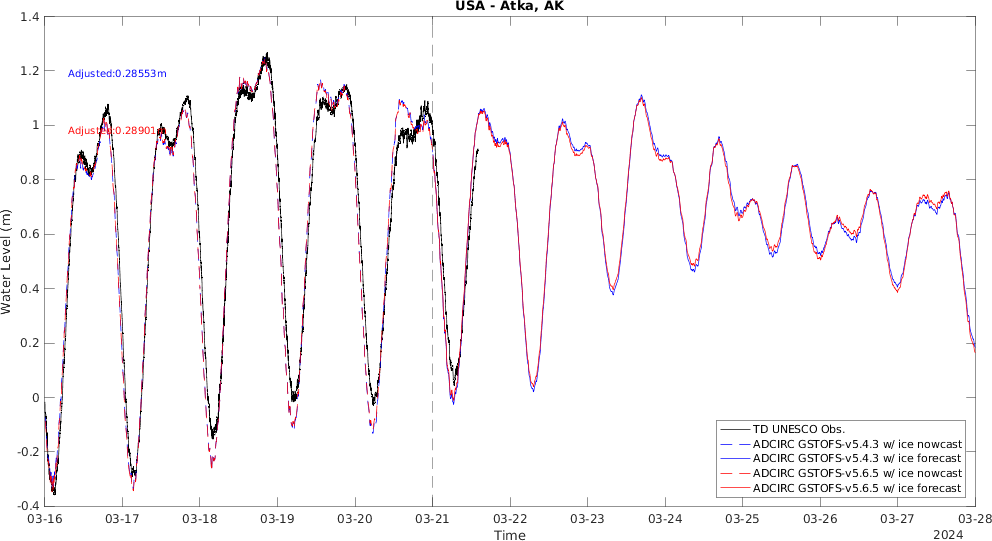 USA - Atka, AK
1.4
1.2
1
0.8
0.6
0.4
0.2
0
-0.2
-0.4
Water Level (m)
Adjusted:0.28553m
Adjusted:0.28901m
TD UNESCO Obs.
ADCIRC GSTOFS-v5.4.3 w/ ice nowcast
ADCIRC GSTOFS-v5.4.3 w/ ice forecast
ADCIRC GSTOFS-v5.6.5 w/ ice nowcast
ADCIRC GSTOFS-v5.6.5 w/ ice forecast
03-16 03-17 03-18 03-19 03-20 03-21 03-22 03-23 03-24 03-25 03-26 03-27 03-28
Time
2024